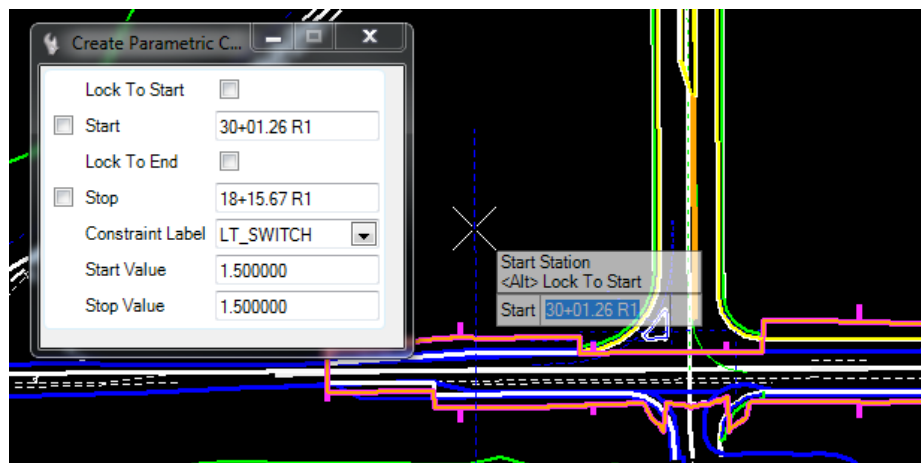 Create Parametric C...
Lock To Start
Start 30+01.26 R1
Lock To End
Stop 18+15.67 R1
Constraint Label LT_SWITCH
Start Value 1.500000
Stop Value 1.500000
Start Station
<Alt> Lock To Start
Start 30+01.26 R1